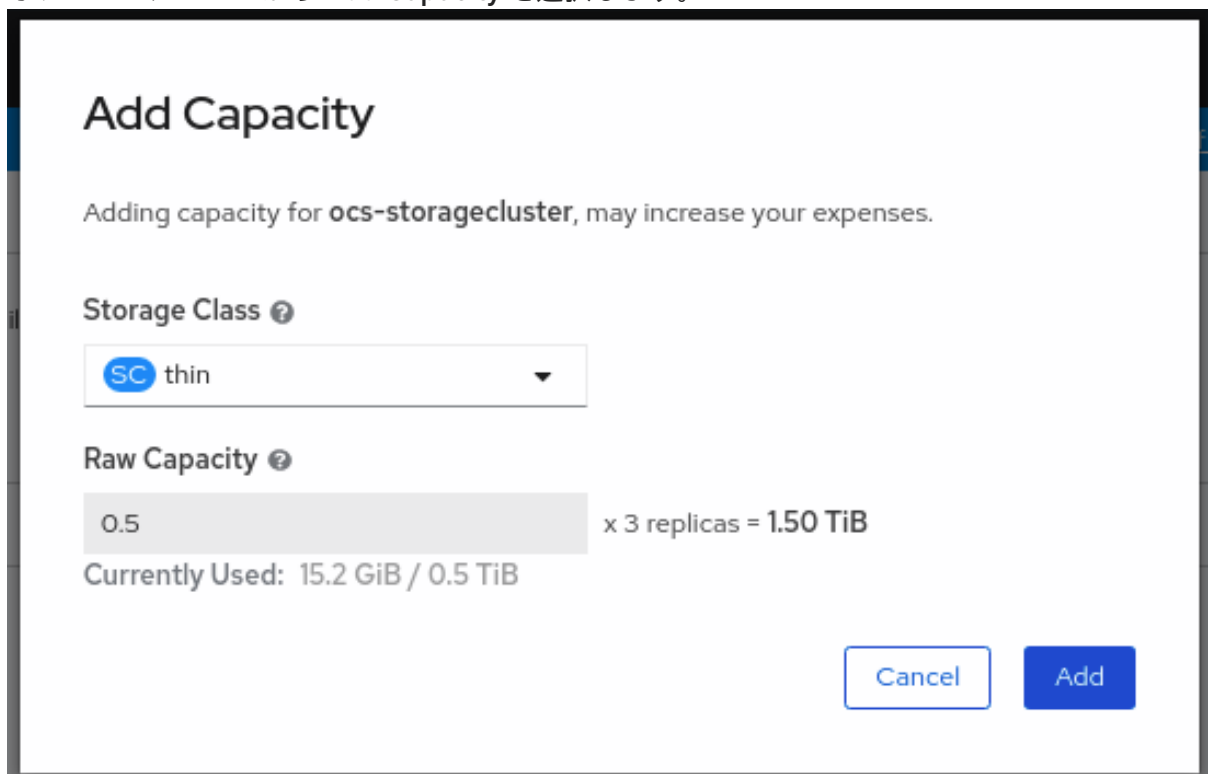 Add Capacity
Adding capacity for ocs-storagecluster, may increase your expenses.
Storage Class
SC thin
Raw Capacity
0.5 x 3 replicas = 1.50 TiB
Currently Used: 15.2 GiB / 0.5 TiB
Cancel Add